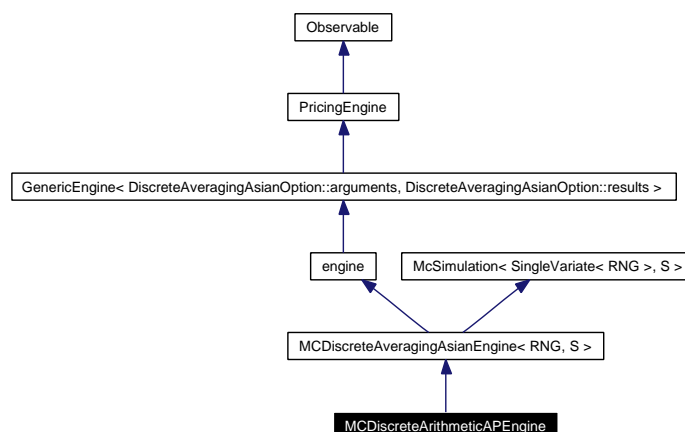 Observable
PricingEngine
GenericEngine< DiscreteAveragingAsianOption::arguments, DiscreteAveragingAsianOption::results >
engine
McSimulation< SingleVariate< RNG >, S >
MCDiscreteAveragingAsianEngine< RNG, S >
MCDiscreteArithmeticAPEngine